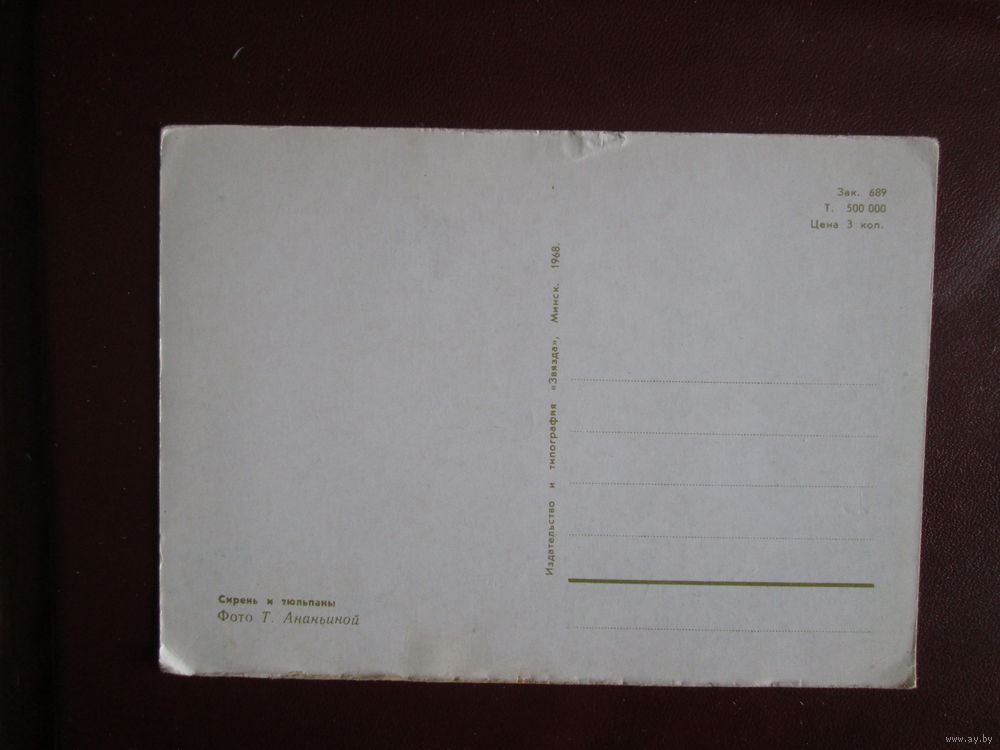 Зак. 689
Т. 500 000
Цена 3 коп.
Издательство и типография «Звязда», Минск. 1968.
Сирень и тюльпаны
Фото Т. Ананьиной
www.ay.by